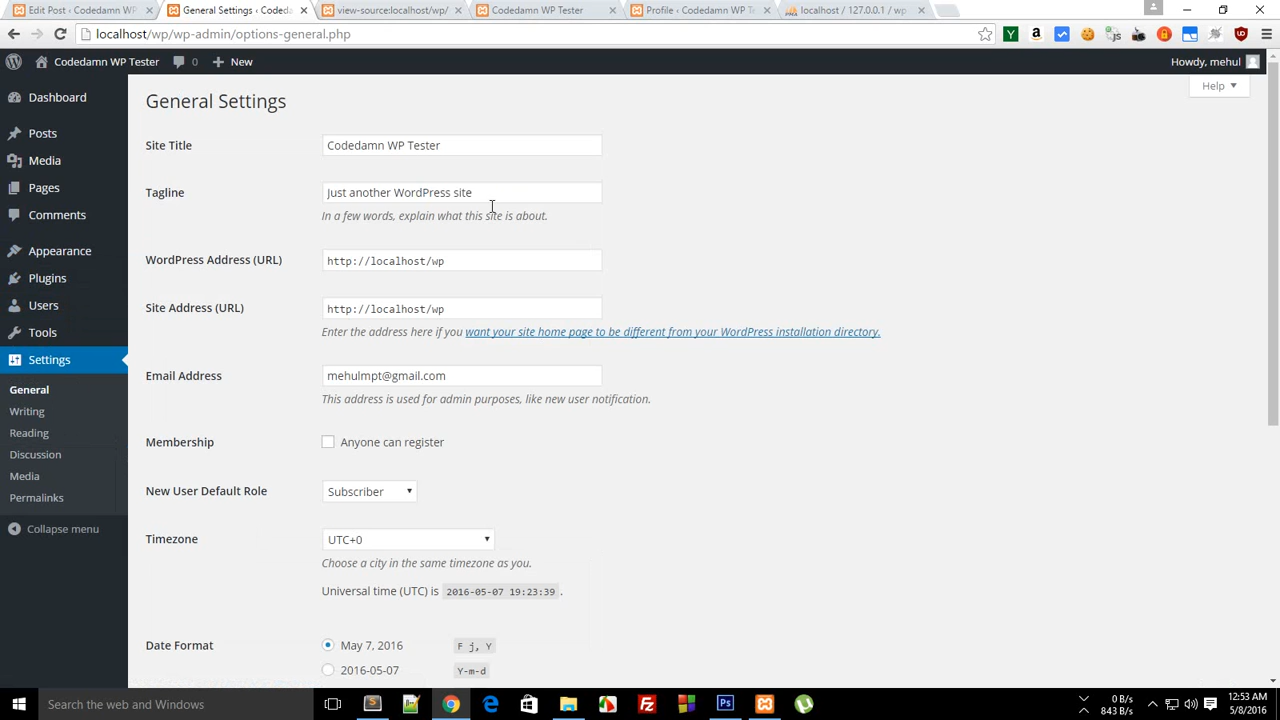 Edit Post ‹ Codedamn WP
General Settings ‹ Coded
view-source:localhost/wp/
Codedamn WP Tester
Profile ‹ Codedamn WP Te
localhost / 127.0.0.1 / wp
localhost/wp/wp-admin/options-general.php
Codedamn WP Tester
0
New
Howdy, mehul
Help
Dashboard
Posts
Media
Pages
Comments
Appearance
Plugins
Users
Tools
Settings
General
Writing
Reading
Discussion
Media
Permalinks
Collapse menu
General Settings
Site Title
Codedamn WP Tester
Tagline
Just another WordPress site
In a few words, explain what this site is about.
WordPress Address (URL)
http://localhost/wp
Site Address (URL)
http://localhost/wp
Enter the address here if you want your site home page to be different from your WordPress installation directory.
Email Address
mehulmpt@gmail.com
This address is used for admin purposes, like new user notification.
Membership
Anyone can register
New User Default Role
Subscriber
Timezone
UTC+0
Choose a city in the same timezone as you.
Universal time (UTC) is 2016-05-07 19:23:39 .
Date Format
May 7, 2016 F j, Y
2016-05-07 Y-m-d
Search the web and Windows
0 B/s
843 B/s
12:53 AM
5/8/2016